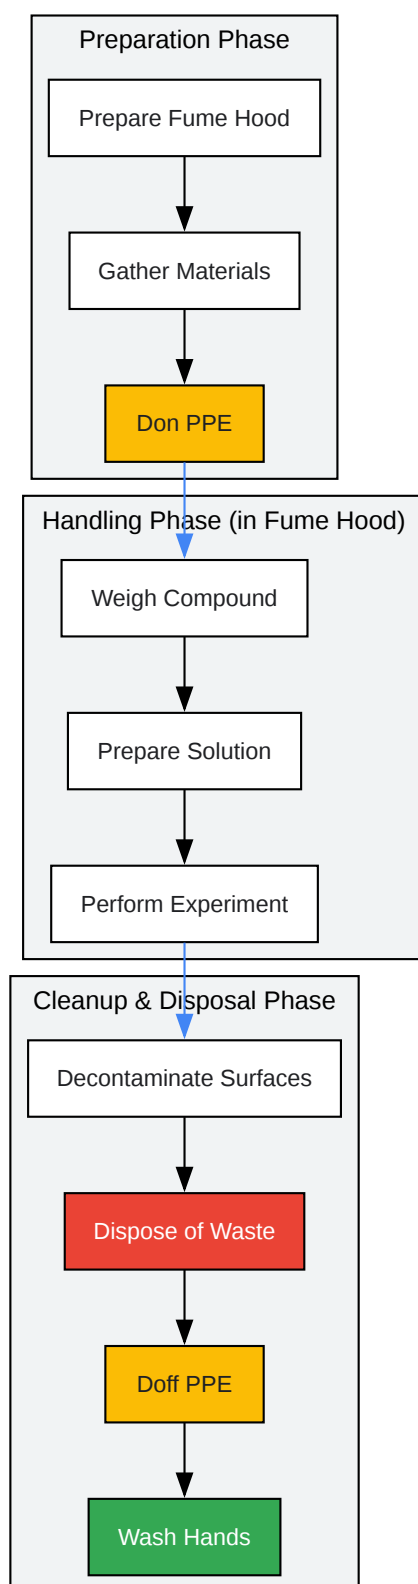 Preparation Phase
Prepare Fume Hood
Gather Materials
Don PPE
Handling Phase (in Fume Hood)
Weigh Compound
Prepare Solution
Perform Experiment
Cleanup & Disposal Phase
Decontaminate Surfaces
Dispose of Waste
Doff PPE
Wash Hands